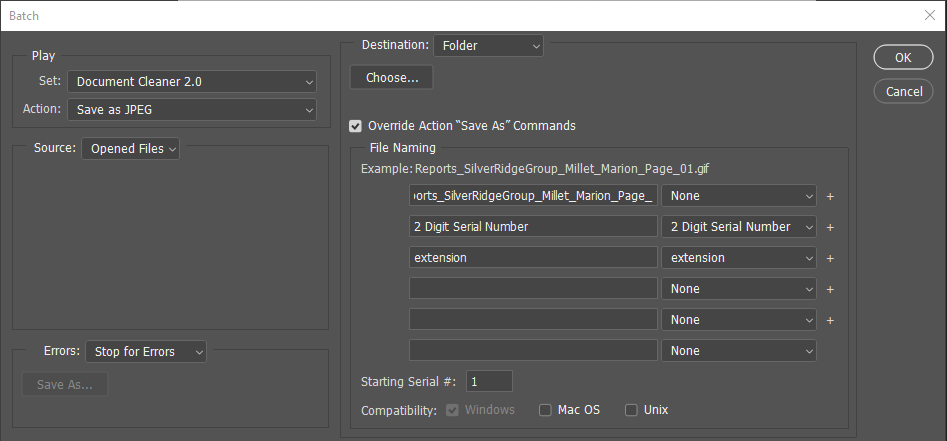 Batch
Play
Set: Document Cleaner 2.0
Action: Save as JPEG
Source: Opened Files
Errors: Stop for Errors
Save As...
Destination: Folder
Choose...
Override Action “Save As” Commands
File Naming
Example: Reports_SilverRidgeGroup_Millet_Marion_Page_01.gif
ports_SilverRidgeGroup_Millet_Marion_Page_ None +
2 Digit Serial Number 2 Digit Serial Number +
extension extension +
None +
None +
None
Starting Serial #: 1
Compatibility: Windows Mac OS Unix
OK
Cancel